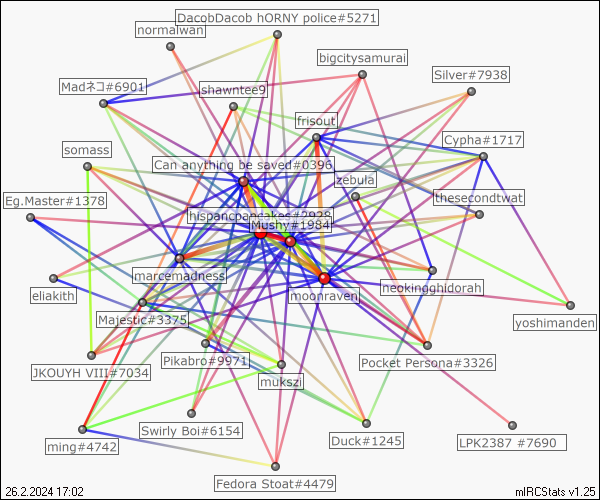 DacobDacob hORNY police#5271
normalwan
bigcitysamurai
Silver#7938
Madネコ#6901
shawntee9
frisout
Cypha#1717
somass
Can anything be saved#0396
zebula
Eg.Master#1378
thesecondtwat
hispancpancakes#2928
Mushy#1984
marcemadness
neokingghidorah
eliakith
moonraven
Majestic#3375
yoshimanden
JKOUYH VIII#7034
Pikabro#9971
Pocket Persona#3326
mukszi
Swirly Boi#6154
ming#4742
Duck#1245
LPK2387 #7690
Fedora Stoat#4479
26.2.2024 17:02
mIRCStats v1.25